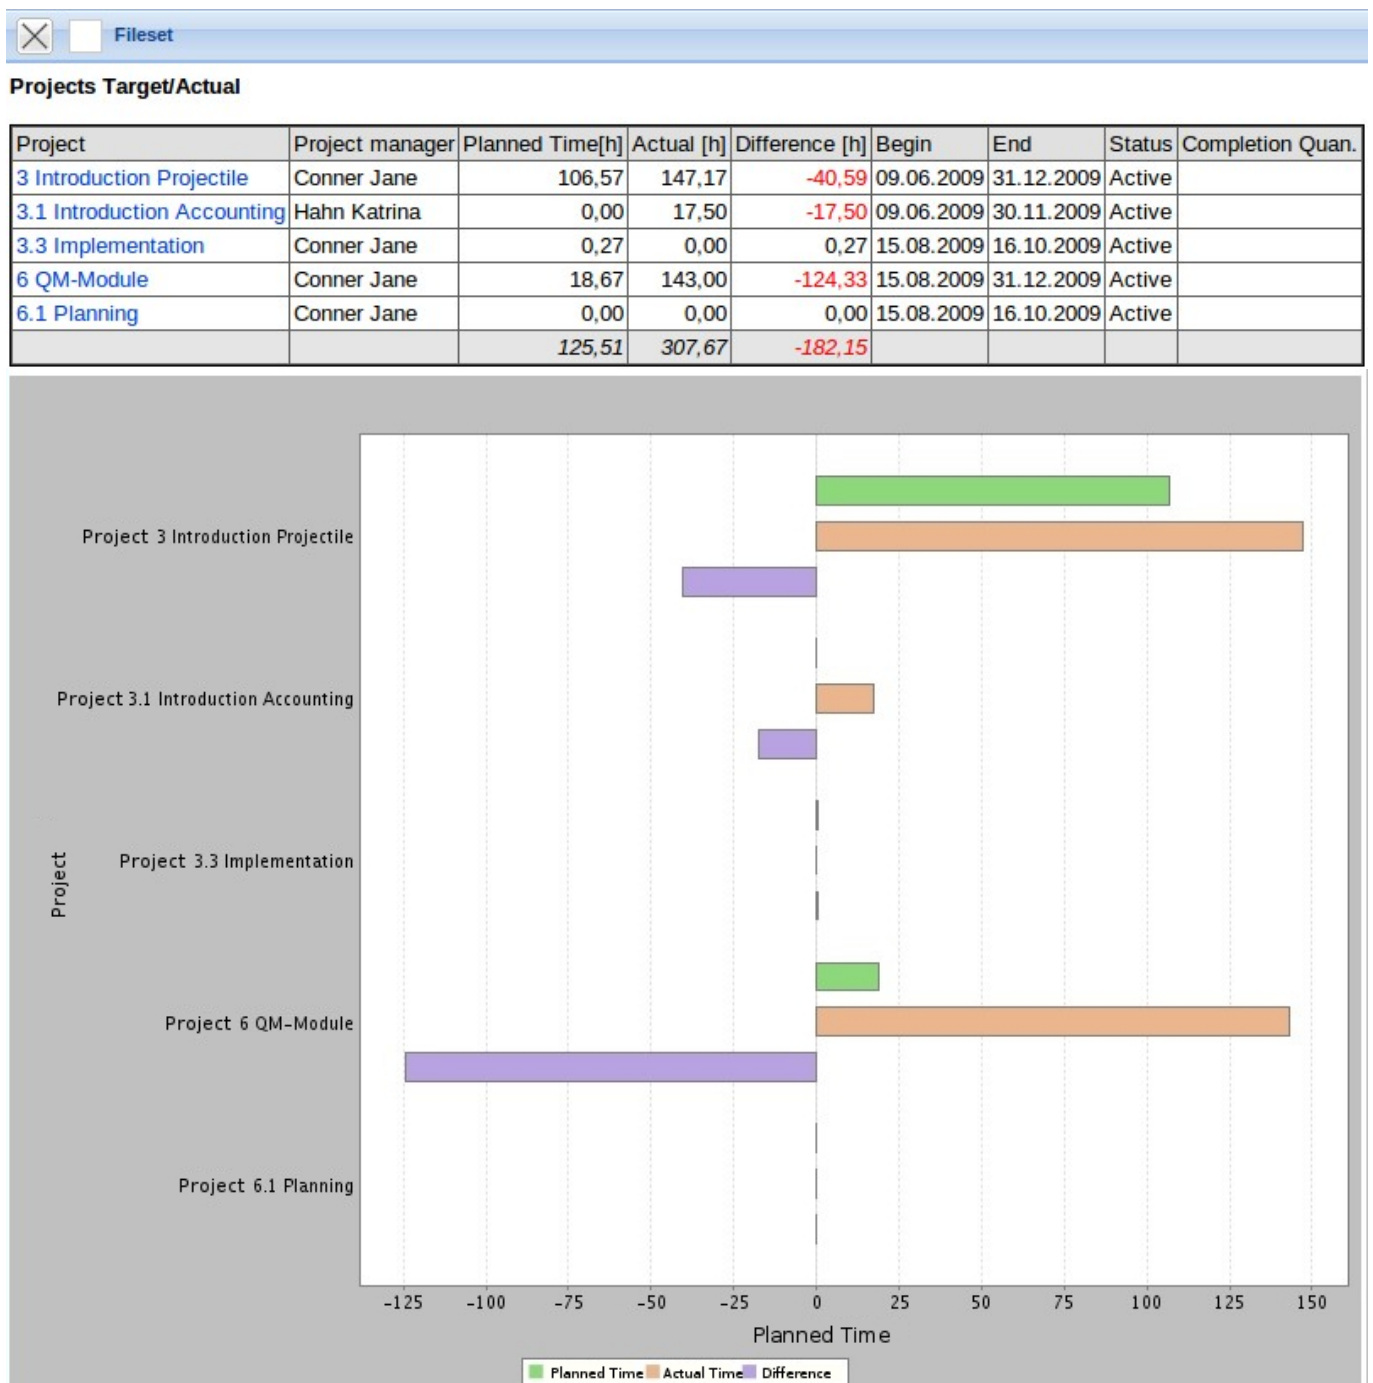 Fileset
Projects Target/Actual
Project Project manager Planned Time[h] Actual [h] Difference [h] Begin End Status Completion Quan.
3 Introduction Projectile Conner Jane 106,57 147,17 -40,59 09.06.2009 31.12.2009 Active
3.1 Introduction Accounting Hahn Katrina 0,00 17,50 -17,50 09.06.2009 30.11.2009 Active
3.3 Implementation Conner Jane 0,27 0,00 0,27 15.08.2009 16.10.2009 Active
6 QM-Module Conner Jane 18,67 143,00 -124,33 15.08.2009 31.12.2009 Active
6.1 Planning Conner Jane 0,00 0,00 0,00 15.08.2009 16.10.2009 Active
125,51 307,67 -182,15
Project 3 Introduction Projectile
Project 3.1 Introduction Accounting
Project 3.3 Implementation
Project
Project 6 QM-Module
Project 6.1 Planning
-125 -100 -75 -50 -25 0 25 50 75 100 125 150
Planned Time
Planned Time Actual Time Difference